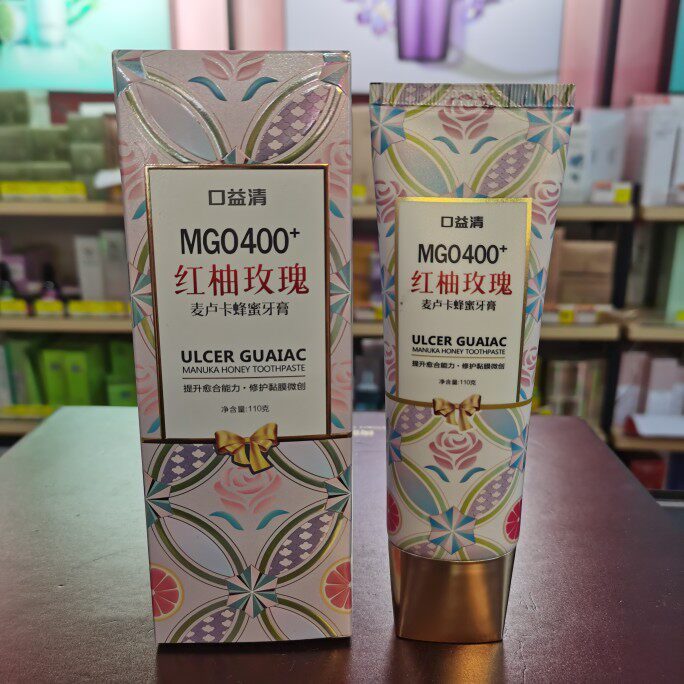 口益清
MGO400+
红柚玫瑰
麦卢卡蜂蜜牙膏
ULCER GUAIAC
MANUKA HONEY TOOTHPASTE
提升愈合能力·修护黏膜微创
净含量:110克
口益清
MGO400+
红柚玫瑰
麦卢卡蜂蜜牙膏
ULCER GUAIAC
MANUKA HONEY TOOTHPASTE
提升愈合能力·修护黏膜微创
净含量:110克